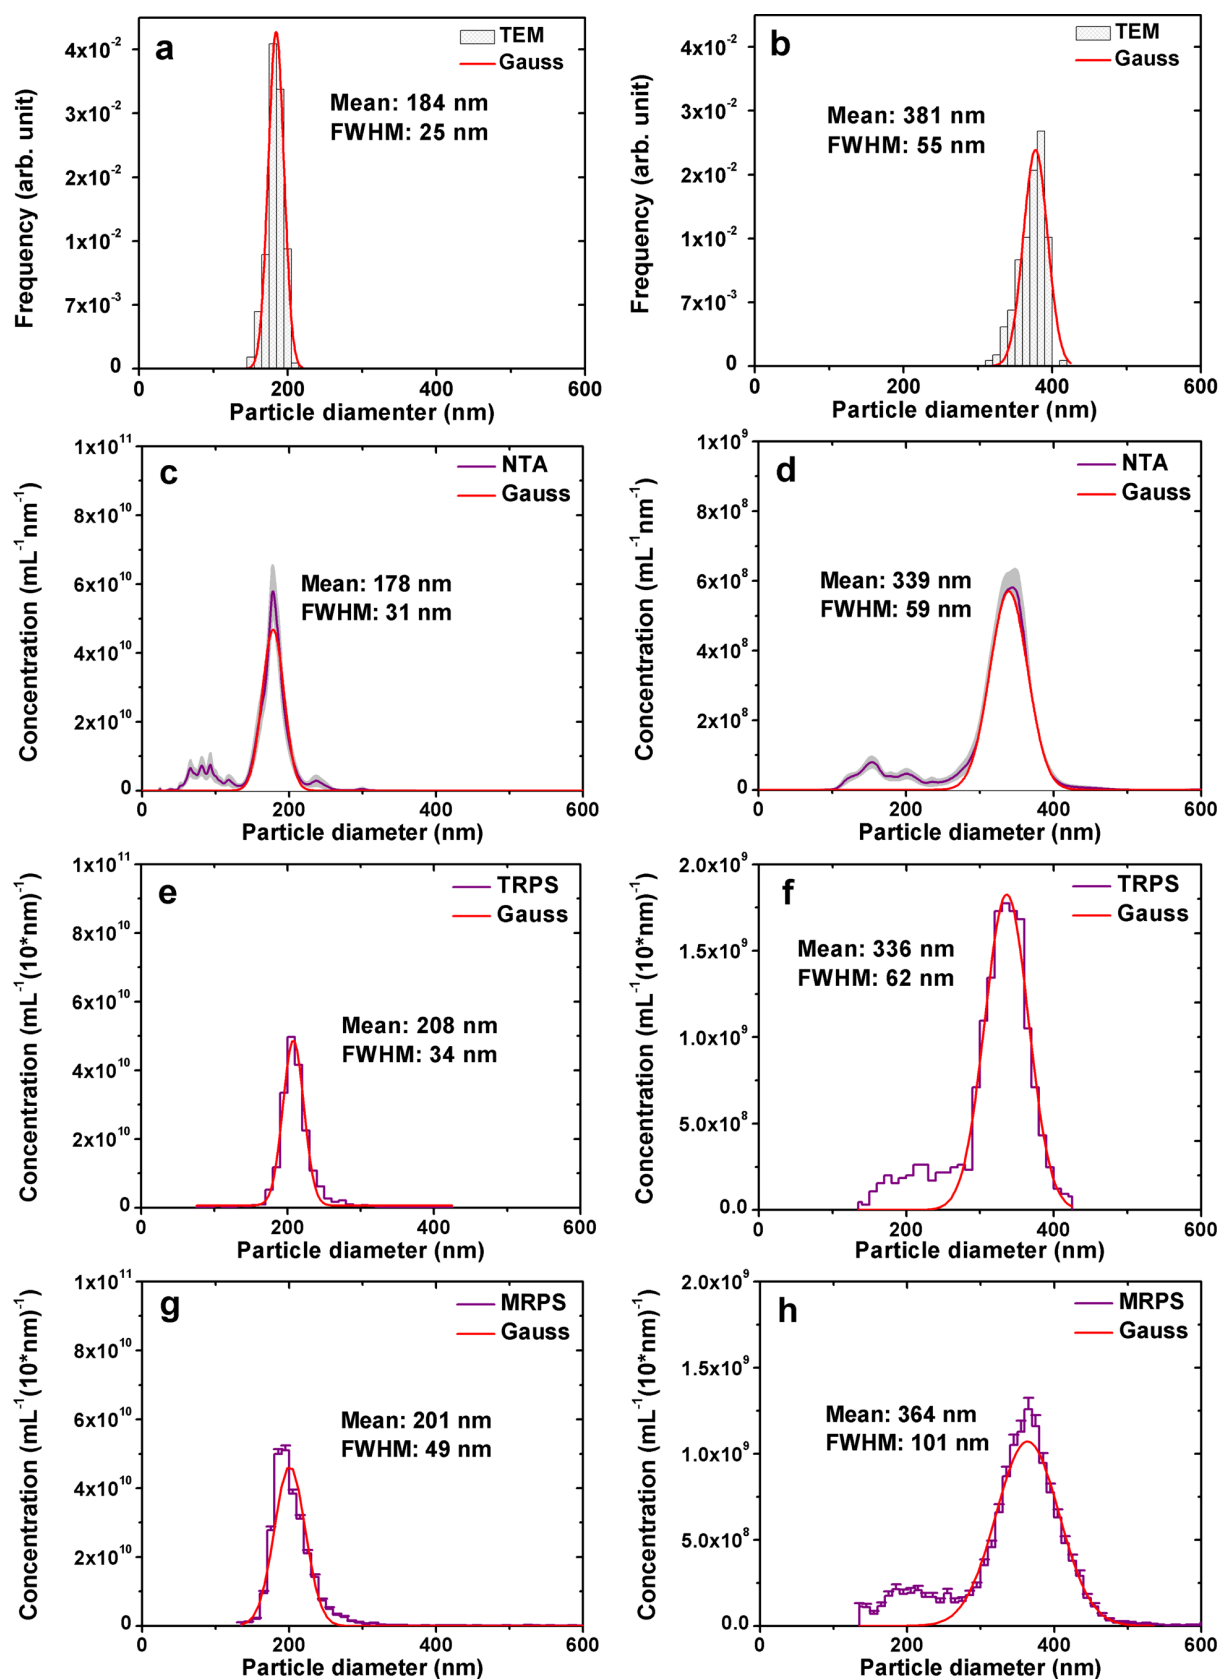 a
TEM
Gauss
Mean: 184 nm
FWHM: 25 nm
Frequency (arb. unit)
4x10⁻²
3x10⁻²
2x10⁻²
1x10⁻²
7x10⁻³
0
0 200 400 600
Particle diamenter (nm)
b
TEM
Gauss
Mean: 381 nm
FWHM: 55 nm
Frequency (arb. unit)
4x10⁻²
3x10⁻²
2x10⁻²
1x10⁻²
7x10⁻³
0
0 200 400 600
Particle diamenter (nm)
c
NTA
Gauss
Mean: 178 nm
FWHM: 31 nm
Concentration (mL⁻¹nm⁻¹)
1x10¹¹
8x10¹⁰
6x10¹⁰
4x10¹⁰
2x10¹⁰
0
0 200 400 600
Particle diameter (nm)
d
NTA
Gauss
Mean: 339 nm
FWHM: 59 nm
Concentration (mL⁻¹nm⁻¹)
1x10⁹
8x10⁸
6x10⁸
4x10⁸
2x10⁸
0
0 200 400 600
Particle diameter (nm)
e
TRPS
Gauss
Mean: 208 nm
FWHM: 34 nm
Concentration (mL⁻¹(10*nm)⁻¹)
1x10¹¹
8x10¹⁰
6x10¹⁰
4x10¹⁰
2x10¹⁰
0
0 200 400 600
Particle diameter (nm)
f
TRPS
Gauss
Mean: 336 nm
FWHM: 62 nm
Concentration (mL⁻¹(10*nm)⁻¹)
2.0x10⁹
1.5x10⁹
1.0x10⁹
5.0x10⁸
0.0
0 200 400 600
Particle diameter (nm)
g
MRPS
Gauss
Mean: 201 nm
FWHM: 49 nm
Concentration (mL⁻¹(10*nm)⁻¹)
1x10¹¹
8x10¹⁰
6x10¹⁰
4x10¹⁰
2x10¹⁰
0
0 200 400 600
Particle diameter (nm)
h
MRPS
Gauss
Mean: 364 nm
FWHM: 101 nm
Concentration (mL⁻¹(10*nm)⁻¹)
2.0x10⁹
1.5x10⁹
1.0x10⁹
5.0x10⁸
0.0
0 200 400 600
Particle diameter (nm)